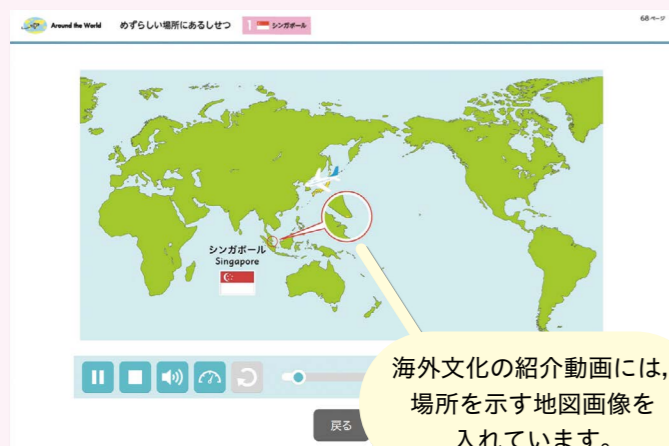 Around the World めずらしい場所にあるしせつ 1 シンガポール
68ページ
シンガポール
Singapore
海外文化の紹介動画には,
場所を示す地図画像を
入れています。
戻る